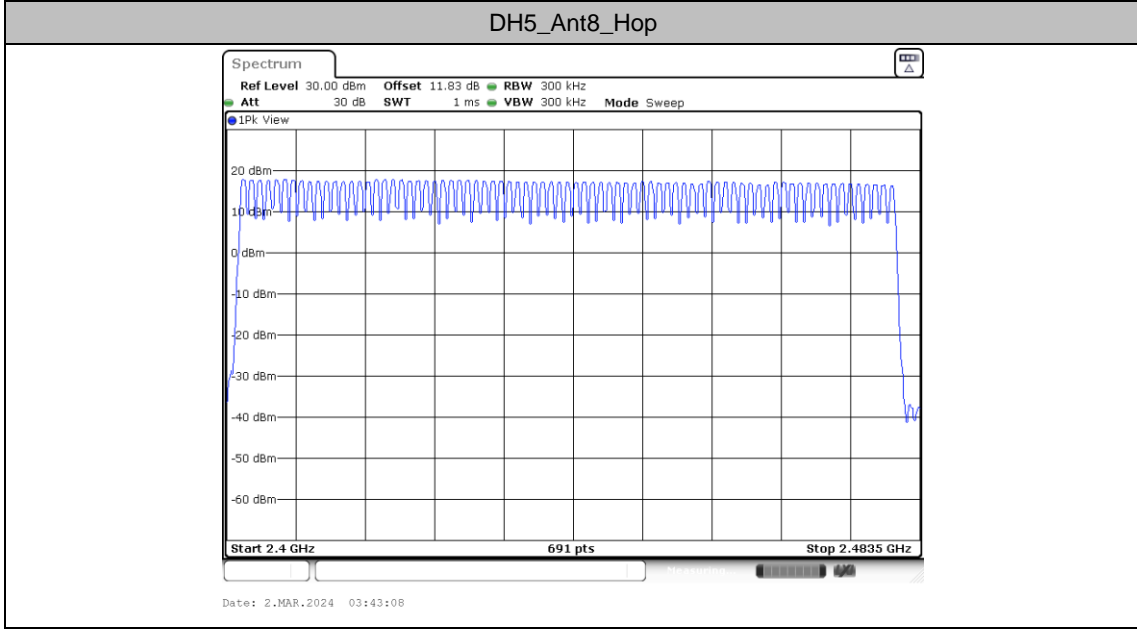 DH5_Ant8_Hop
Spectrum
Ref Level 30.00 dBm Offset 11.83 dB RBW 300 kHz
Att 30 dB SWT 1 ms VBW 300 kHz Mode Sweep
1Pk View
20 dBm
10 dBm
0 dBm
-10 dBm
-20 dBm
-30 dBm
-40 dBm
-50 dBm
-60 dBm
Start 2.4 GHz 691 pts Stop 2.4835 GHz
Measuring...
Date: 2.MAR.2024 03:43:08